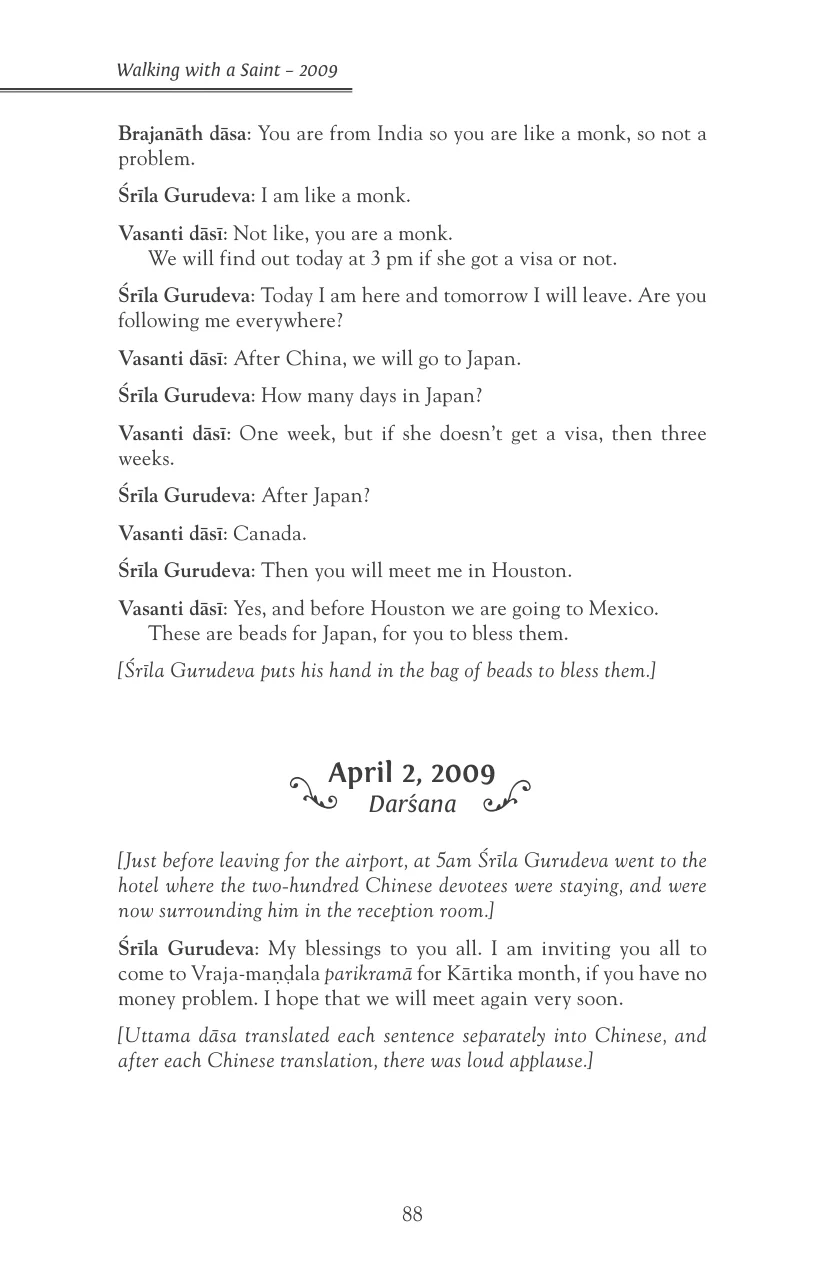 Walking with a Saint – 2009
Brajanāth dāsa: You are from India so you are like a monk, so not a
problem.
Śrīla Gurudeva: I am like a monk.
Vasanti dāsī: Not like, you are a monk.
We will find out today at 3 pm if she got a visa or not.
Śrīla Gurudeva: Today I am here and tomorrow I will leave. Are you
following me everywhere?
Vasanti dāsī: After China, we will go to Japan.
Śrīla Gurudeva: How many days in Japan?
Vasanti dāsī: One week, but if she doesn't get a visa, then three
weeks.
Śrīla Gurudeva: After Japan?
Vasanti dāsī: Canada.
Śrīla Gurudeva: Then you will meet me in Houston.
Vasanti dāsī: Yes, and before Houston we are going to Mexico.
These are beads for Japan, for you to bless them.
[Śrīla Gurudeva puts his hand in the bag of beads to bless them.]
April 2, 2009
Darśana
[Just before leaving for the airport, at 5am Śrīla Gurudeva went to the
hotel where the two-hundred Chinese devotees were staying, and were
now surrounding him in the reception room.]
Śrīla Gurudeva: My blessings to you all. I am inviting you all to
come to Vraja-maṇḍala parikramā for Kārtika month, if you have no
money problem. I hope that we will meet again very soon.
[Uttama dāsa translated each sentence separately into Chinese, and
after each Chinese translation, there was loud applause.]
88